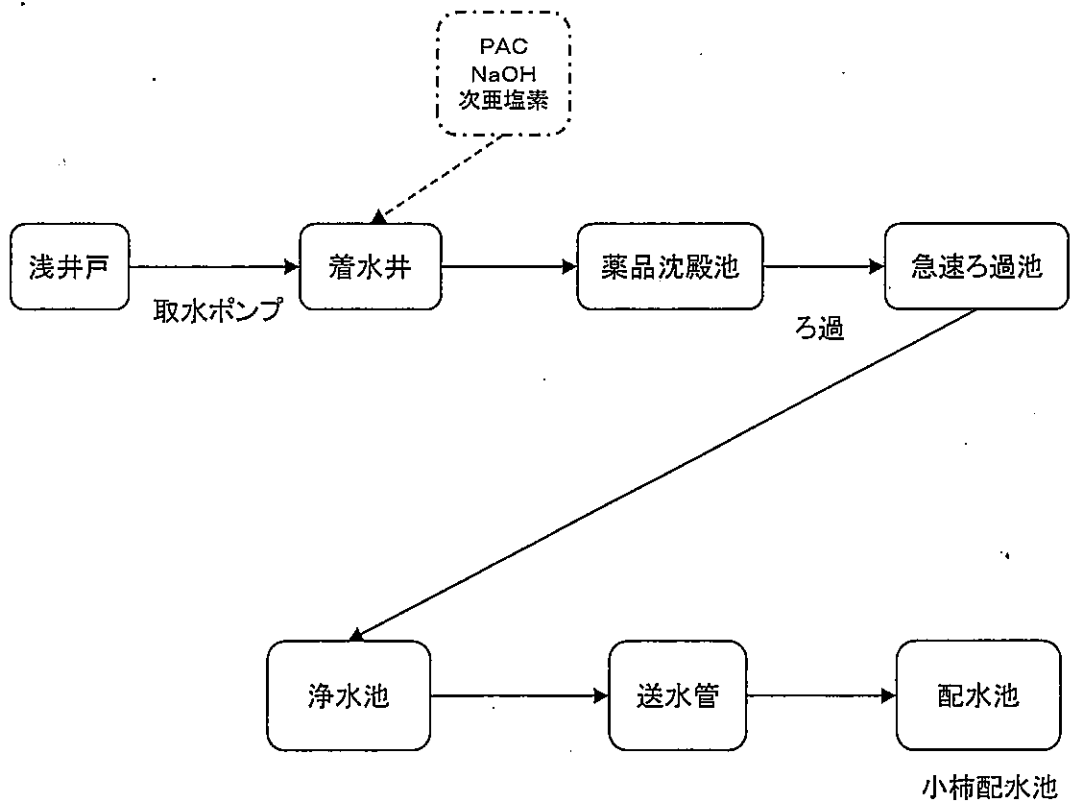 PAC
NaOH
次亜塩素
浅井戸
取水ポンプ
着水井
薬品沈殿池
ろ過
急速ろ過池
浄水池
送水管
配水池
小柿配水池